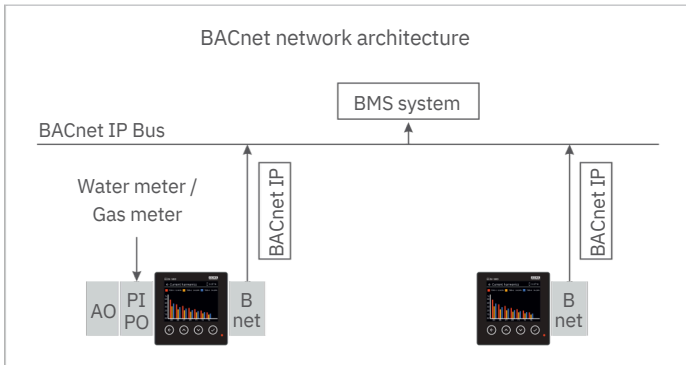 BACnet network architecture
BMS system
BACnet IP Bus
Water meter /
Gas meter
BACnet IP
BACnet IP
AO
PI
PO
B
net
B
net